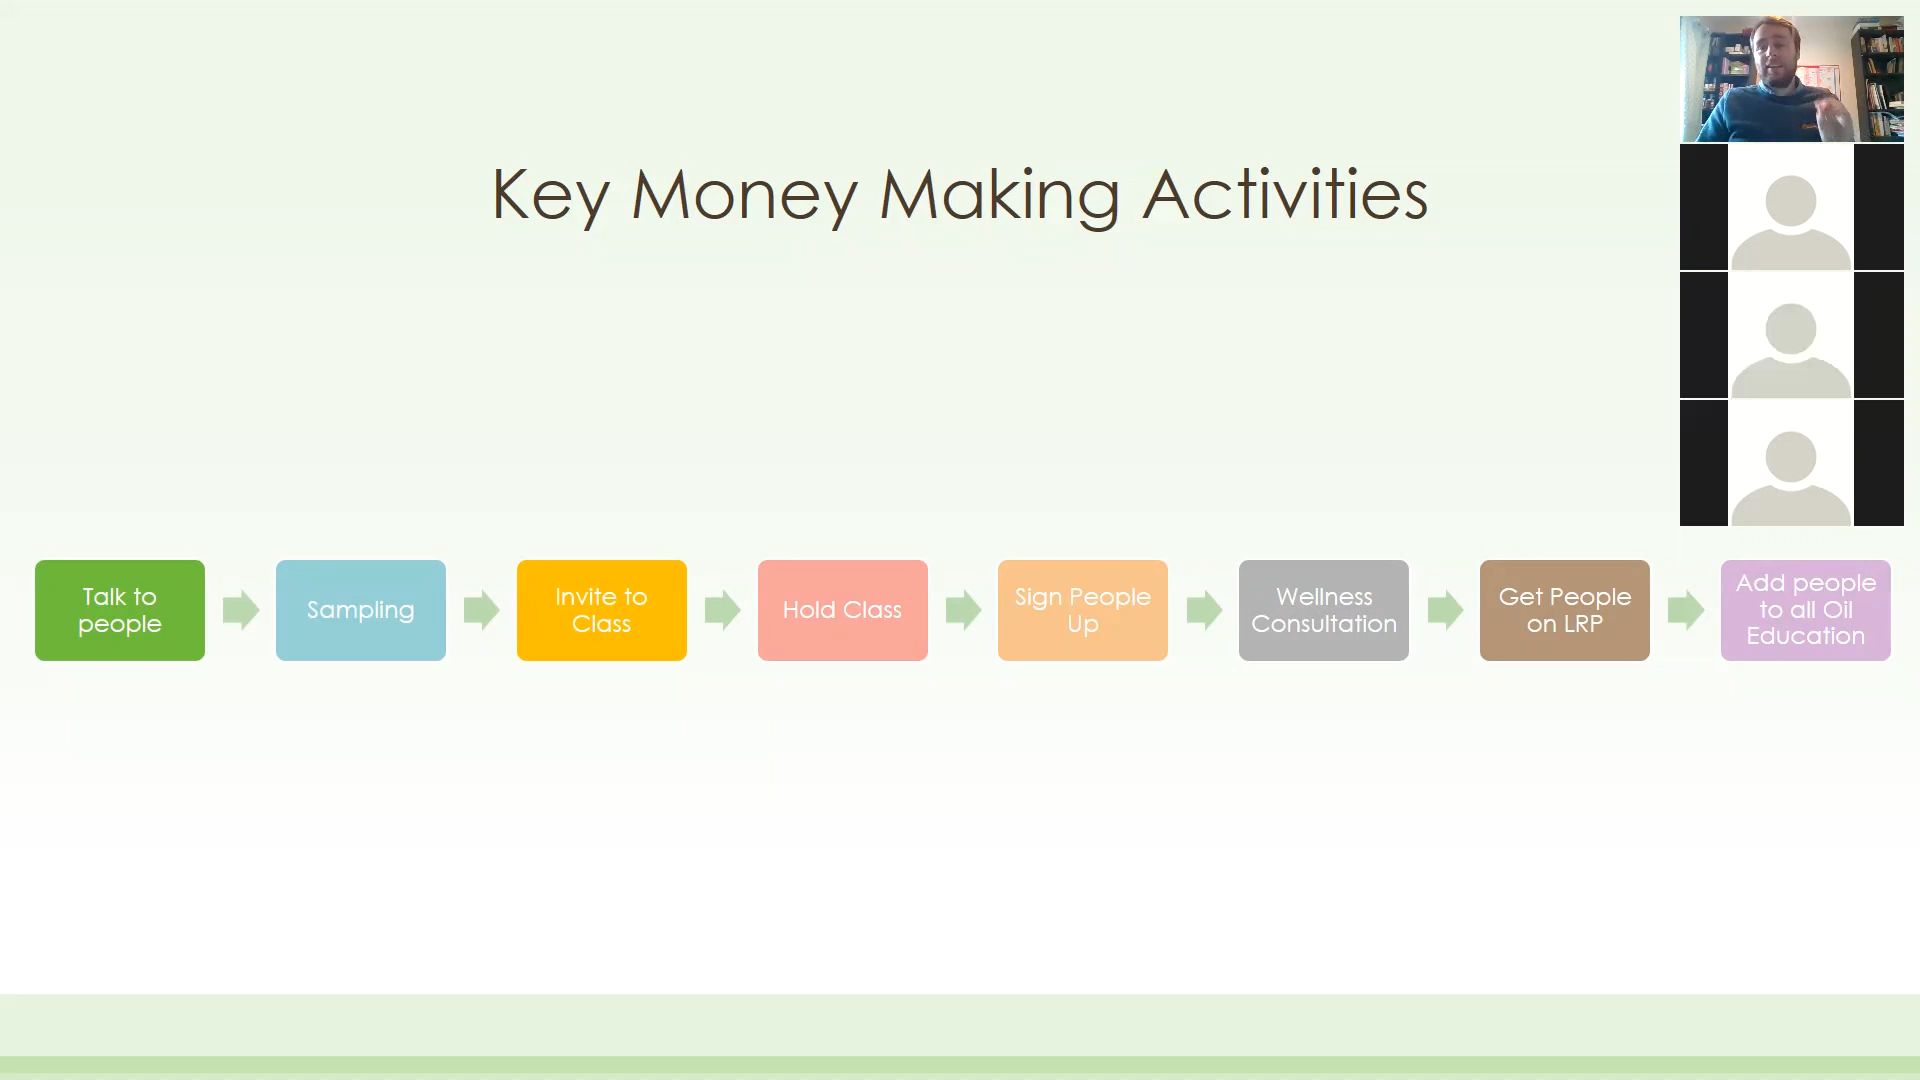 Key Money Making Activities
Talk to
people
Sampling
Invite to
Class
Hold Class
Sign People
Up
Wellness
Consultation
Get People
on LRP
Add people
to all Oil
Education